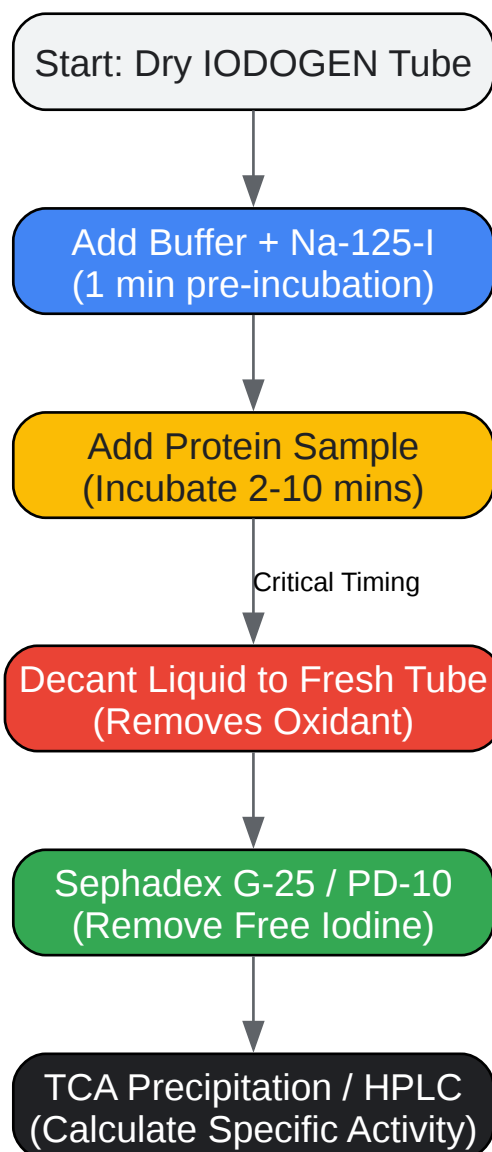 Start: Dry IODOGEN Tube
Add Buffer + Na-125-I
(1 min pre-incubation)
Add Protein Sample
(Incubate 2-10 mins)
Critical Timing
Decant Liquid to Fresh Tube
(Removes Oxidant)
Sephadex G-25 / PD-10
(Remove Free Iodine)
TCA Precipitation / HPLC
(Calculate Specific Activity)